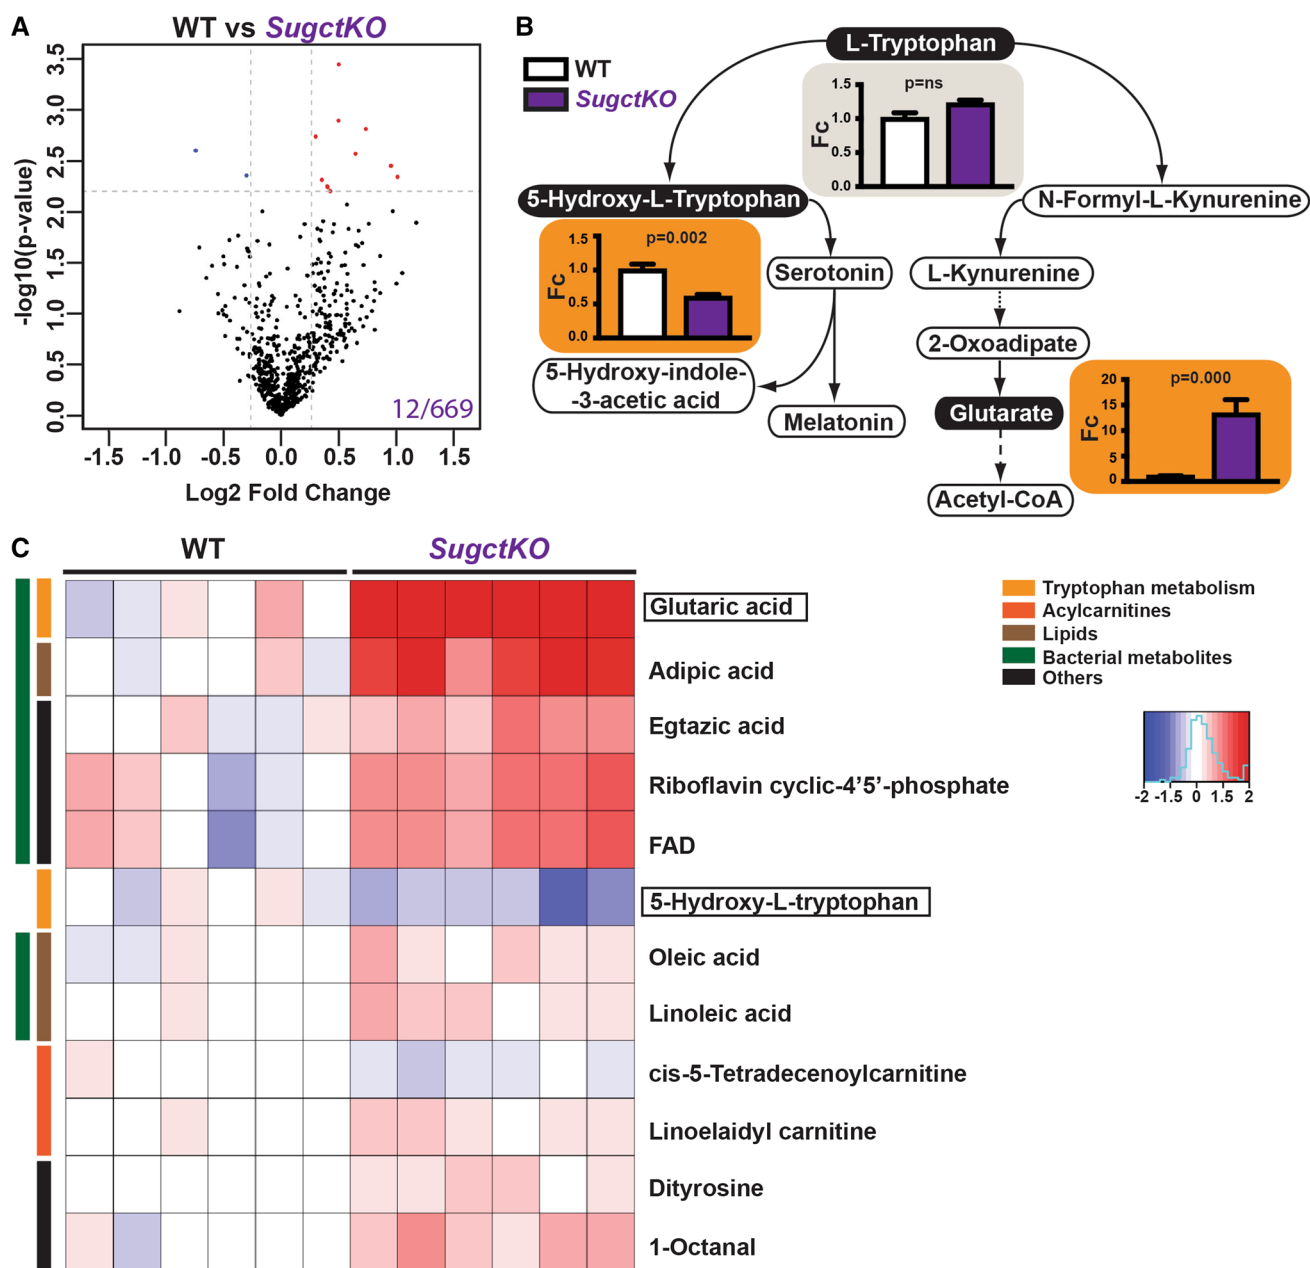 A
WT vs SugctKO
3.5
3.0
2.5
2.0
1.5
1.0
0.5
0.0
-log10(p-value)
12/669
-1.5 -1.0 -0.5 0.0 0.5 1.0 1.5
Log2 Fold Change
B
WT
SugctKO
L-Tryptophan
p=ns
1.5
1.0
0.5
0.0
Fc
5-Hydroxy-L-Tryptophan
N-Formyl-L-Kynurenine
p=0.002
1.5
1.0
0.5
0.0
Fc
Serotonin
L-Kynurenine
2-Oxoadipate
5-Hydroxy-indole-
-3-acetic acid
Melatonin
Glutarate
p=0.000
20
15
10
5
0
Fc
Acetyl-CoA
C
WT
SugctKO
Glutaric acid
Adipic acid
Egtazic acid
Riboflavin cyclic-4’5’-phosphate
FAD
5-Hydroxy-L-tryptophan
Oleic acid
Linoleic acid
cis-5-Tetradecenoylcarnitine
Linoelaidyl carnitine
Dityrosine
1-Octanal
Tryptophan metabolism
Acylcarnitines
Lipids
Bacterial metabolites
Others
-2 -1.5 0 1.5 2